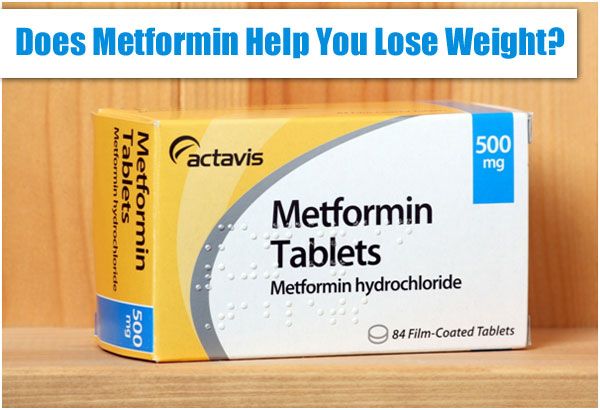 Does Metformin Help You Lose Weight?
actavis
500
mg
Metformin
Tablets
Metformin hydrochloride
84 Film-Coated Tablets
Metformin
Tablets
Metformin hydrochloride
500
mg